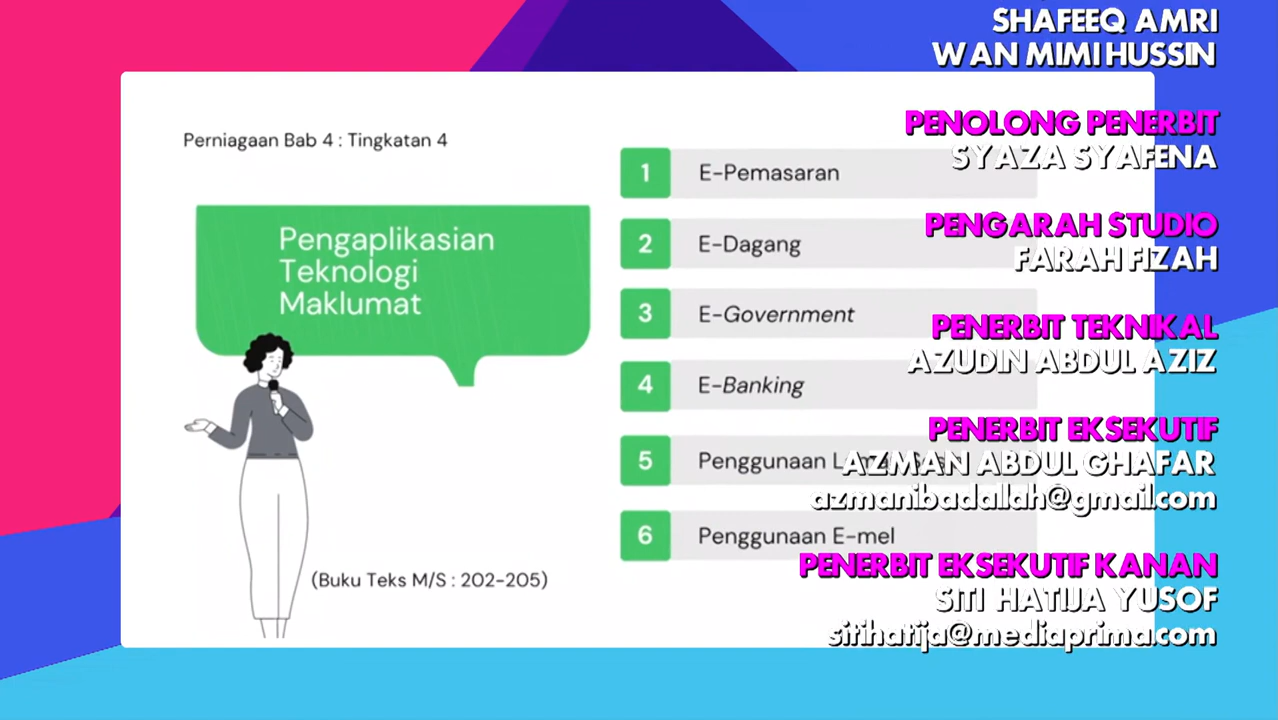 Perniagaan Bab 4 : Tingkatan 4
Pengaplikasian
Teknologi
Maklumat
(Buku Teks M/S : 202-205)
1 E-Pemasaran
2 E-Dagang
3 E-Government
4 E-Banking
5 Penggunaan
6 Penggunaan E-mel
SHAFEEQ AMRI
WAN MIMI HUSSIN
PENOLONG PENERBIT
SYAZA SYAFENA
PENGARAH STUDIO
FARAH FIZAH
PENERBIT TEKNIKAL
AZUDIN ABDUL AZIZ
PENERBIT EKSEKUTIF
AZMAN ABDUL GHAFAR
azmanibadallah@gmail.com
PENERBIT EKSEKUTIF KANAN
SITI HATIJA YUSOF
sitihatija@mediaprima.com